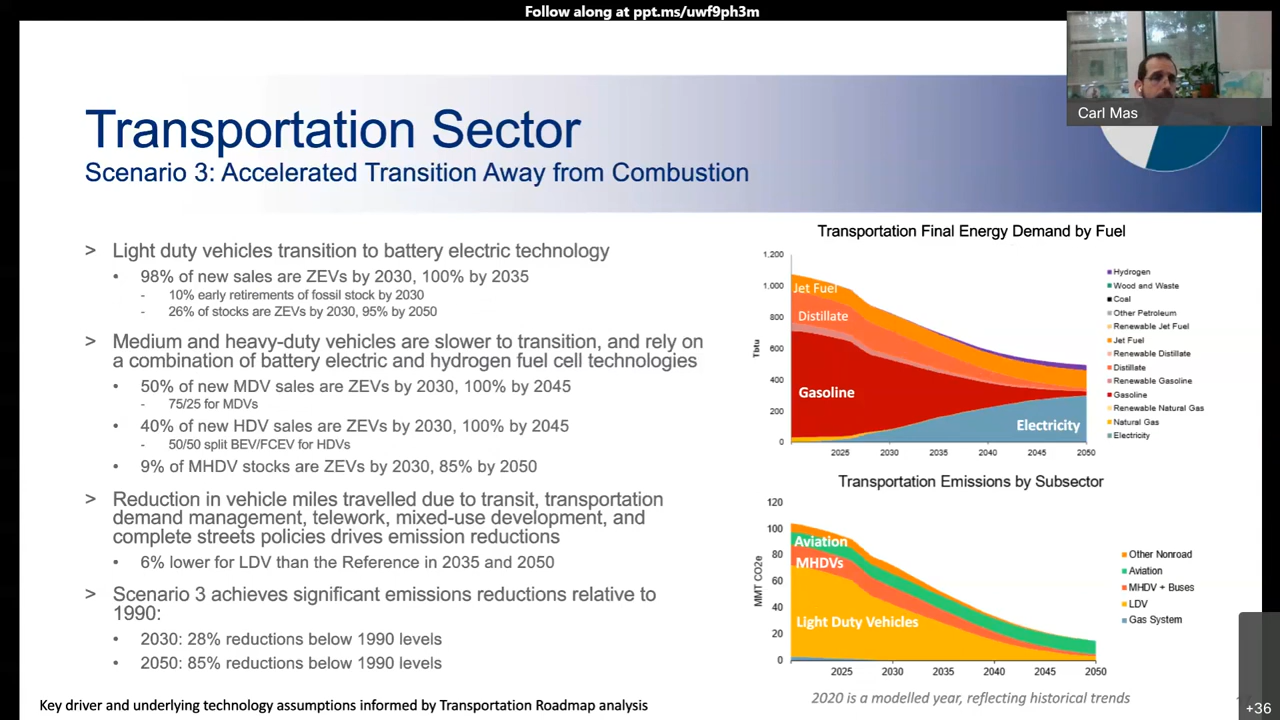 Follow along at ppt.ms/uwf9ph3m
Carl Mas
Transportation Sector
Scenario 3: Accelerated Transition Away from Combustion
> Light duty vehicles transition to battery electric technology
• 98% of new sales are ZEVs by 2030, 100% by 2035
- 10% early retirements of fossil stock by 2030
- 26% of stocks are ZEVs by 2030, 95% by 2050
> Medium and heavy-duty vehicles are slower to transition, and rely on
a combination of battery electric and hydrogen fuel cell technologies
• 50% of new MDV sales are ZEVs by 2030, 100% by 2045
- 75/25 for MDVs
• 40% of new HDV sales are ZEVs by 2030, 100% by 2045
- 50/50 split BEV/FCEV for HDVs
• 9% of MHDV stocks are ZEVs by 2030, 85% by 2050
> Reduction in vehicle miles travelled due to transit, transportation
demand management, telework, mixed-use development, and
complete streets policies drives emission reductions
• 6% lower for LDV than the Reference in 2035 and 2050
> Scenario 3 achieves significant emissions reductions relative to
1990:
• 2030: 28% reductions below 1990 levels
• 2050: 85% reductions below 1990 levels
Key driver and underlying technology assumptions informed by Transportation Roadmap analysis
Transportation Final Energy Demand by Fuel
1,200
1,000
800
600
400
200
0
Tbtu
Jet Fuel
Distillate
Gasoline
Electricity
2025
2030
2035
2040
2045
2050
Hydrogen
Wood and Waste
Coal
Other Petroleum
Renewable Jet Fuel
Jet Fuel
Renewable Distillate
Distillate
Renewable Gasoline
Gasoline
Renewable Natural Gas
Natural Gas
Electricity
Transportation Emissions by Subsector
120
100
80
60
40
20
0
MMT CO2e
Aviation
MHDVs
Light Duty Vehicles
2025
2030
2035
2040
2045
2050
Other Nonroad
Aviation
MHDV + Buses
LDV
Gas System
2020 is a modelled year, reflecting historical trends
+36